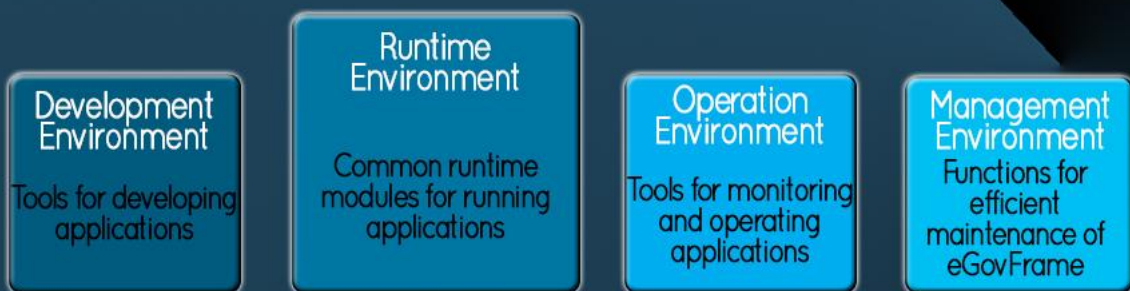 Development
Environment
Tools for developing
applications
Runtime
Environment
Common runtime
modules for running
applications
Operation
Environment
Tools for monitoring
and operating
applications
Management
Environment
Functions for
efficient
maintenance of
eGovFrame